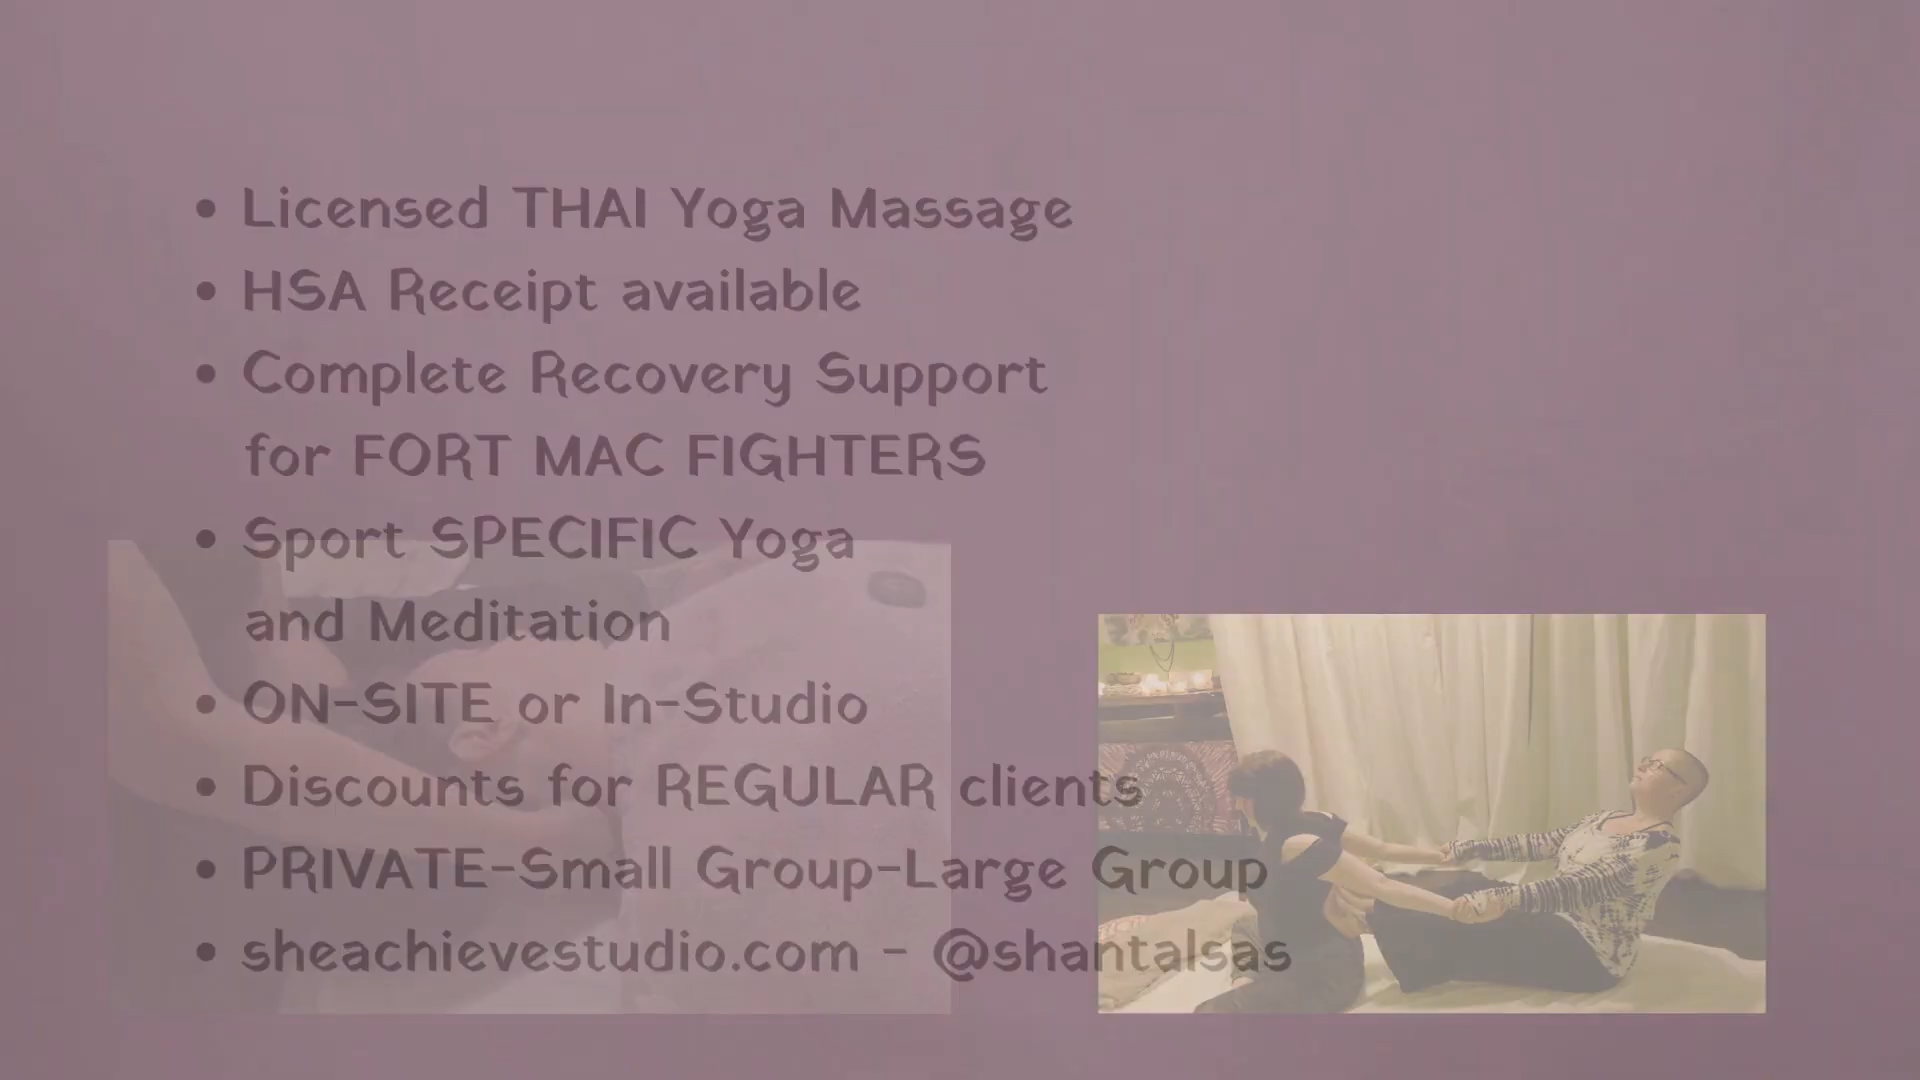 • Licensed THAI Yoga Massage
• HSA Receipt available
• Complete Recovery Support
for FORT MAC FIGHTERS
• Sport SPECIFIC Yoga
and Meditation
• ON-SITE or In-Studio
• Discounts for REGULAR clients
• PRIVATE-Small Group-Large Group
• sheachievestudio.com - @shantalsas